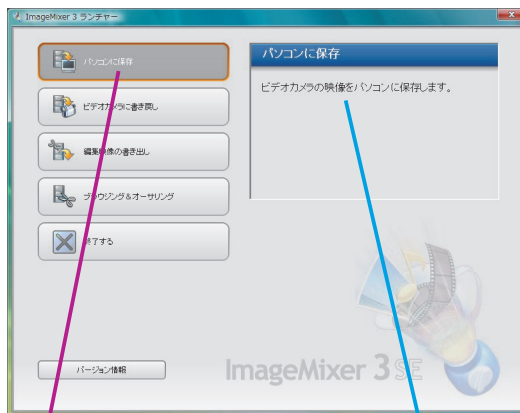 ImageMixer 3 ランチャー
パソコンに保存
ビデオカメラに書き戻し
編集映像の書き出し
ブラウジング＆オーサリング
終了する
バージョン情報
パソコンに保存
ビデオカメラの映像をパソコンに保存します。
ImageMixer 3 SE